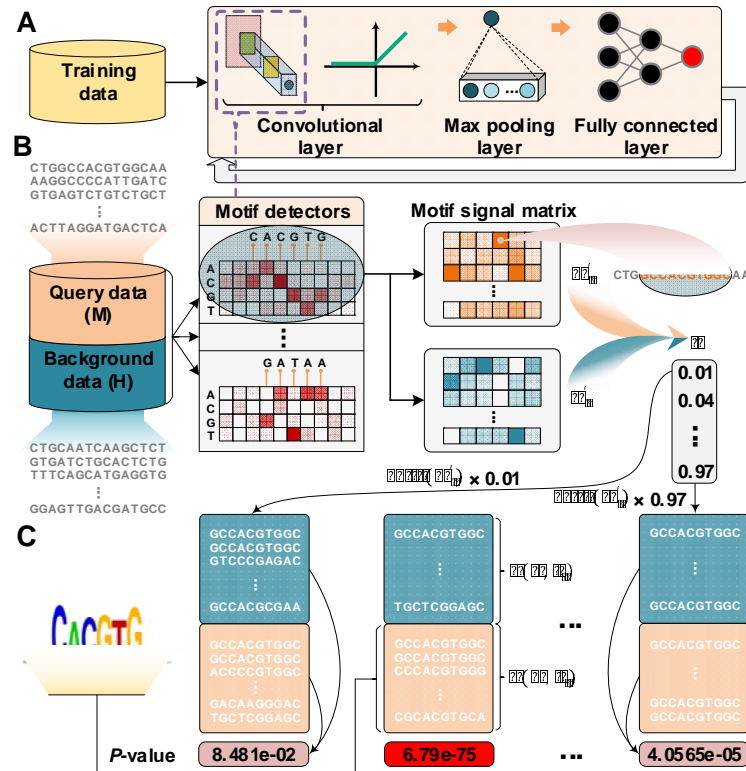 A
Training
data
Convolutional
layer
Max pooling
layer
Fully connected
layer
B
CTGGCCACGTGGCAA
AAGGCCCCATTGATC
GTGAGTCTGTCTGCT
⋮
ACTTAGGATGACTCA
Query data
(M)
Background
data (H)
CTGCAATCAAGCTCT
GTGATCTGCACTCTG
TTTCAGCATGAGGTG
⋮
GGAGTTGACGATGCC
Motif detectors
C A C G T G
A
C
G
T
⋮
G A T A A
A
C
G
T
Motif signal matrix
⋮
⋮
CTGGCCACGTGGCAA
0.01
0.04
⋮
0.97
× 0.01
× 0.97
C
CACGTG
GCCACGTGGC
GCCACGTGGC
GTCCCGAGAC
⋮
GCCACGCGAA
GCCACGTGGC
GCCACGTGGC
ACCCCGTGGC
⋮
GACAAGGGAC
TGCTCGGAGC
GCCACGTGGC
⋮
TGCTCGGAGC
GCCACGTGGC
GCCACGTGGC
CCCACGTGGG
⋮
CGCACGTGCA
...
GCCACGTGGC
⋮
GCCACGTGGC
GCCACGTGGC
⋮
GCCACGTGGC
GCCACGTGGC
P-value
8.481e-02
6.79e-75
...
4.0565e-05